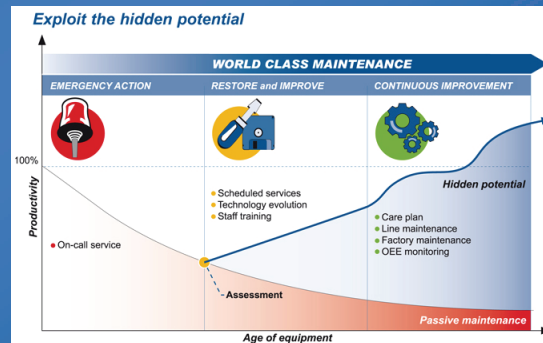 Exploit the hidden potential
WORLD CLASS MAINTENANCE
EMERGENCY ACTION
RESTORE and IMPROVE
CONTINUOUS IMPROVEMENT
100%
Productivity
Hidden potential
• Scheduled services
• Technology evolution
• Staff training
• Care plan
• Line maintenance
• Factory maintenance
• OEE monitoring
• On-call service
Assessment
Passive maintenance
Age of equipment